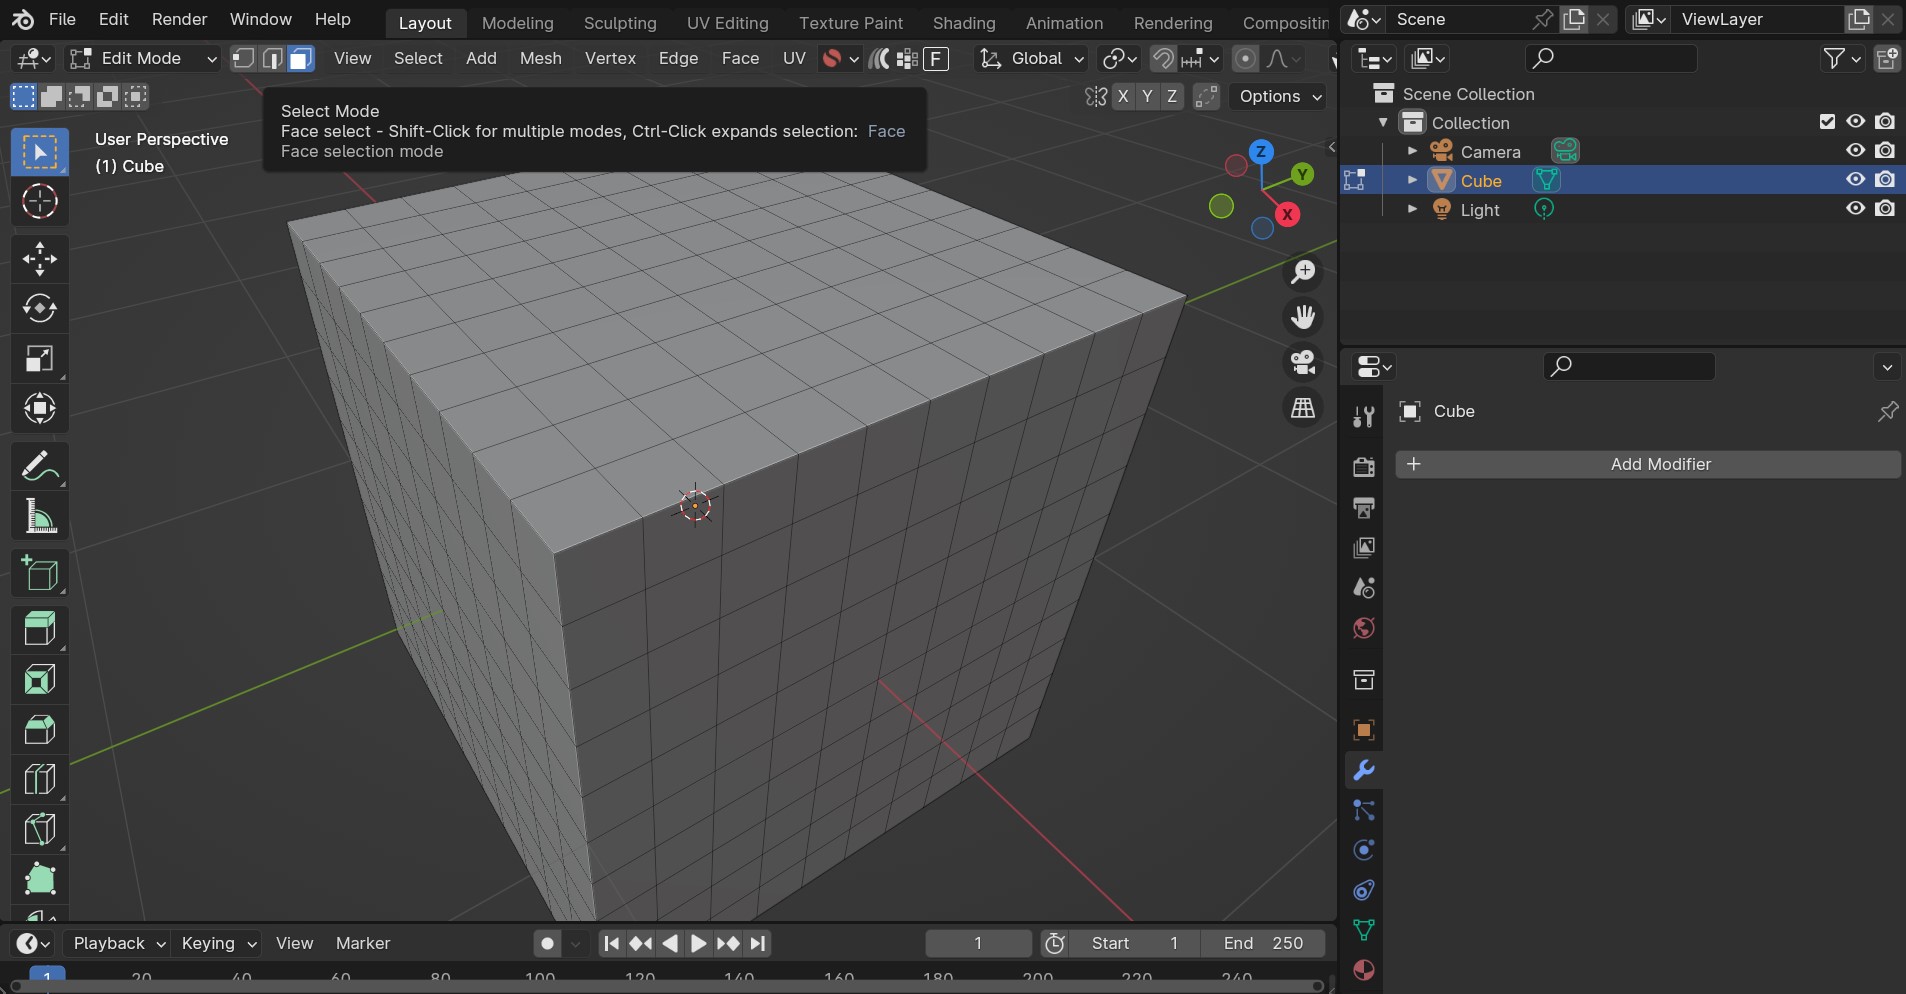 File Edit Render Window Help Layout Modeling Sculpting UV Editing Texture Paint Shading Animation Rendering Compositin
Scene ViewLayer
Edit Mode View Select Add Mesh Vertex Edge Face UV F Global
X Y Z Options
Select Mode
Face select - Shift-Click for multiple modes, Ctrl-Click expands selection: Face
Face selection mode
User Perspective
(1) Cube
Z
Y
X
Scene Collection
Collection
Camera
Cube
Light
Cube
Add Modifier
Playback Keying View Marker 1 Start 1 End 250
1 20 40 60 80 100 120 140 160 180 200 220 240